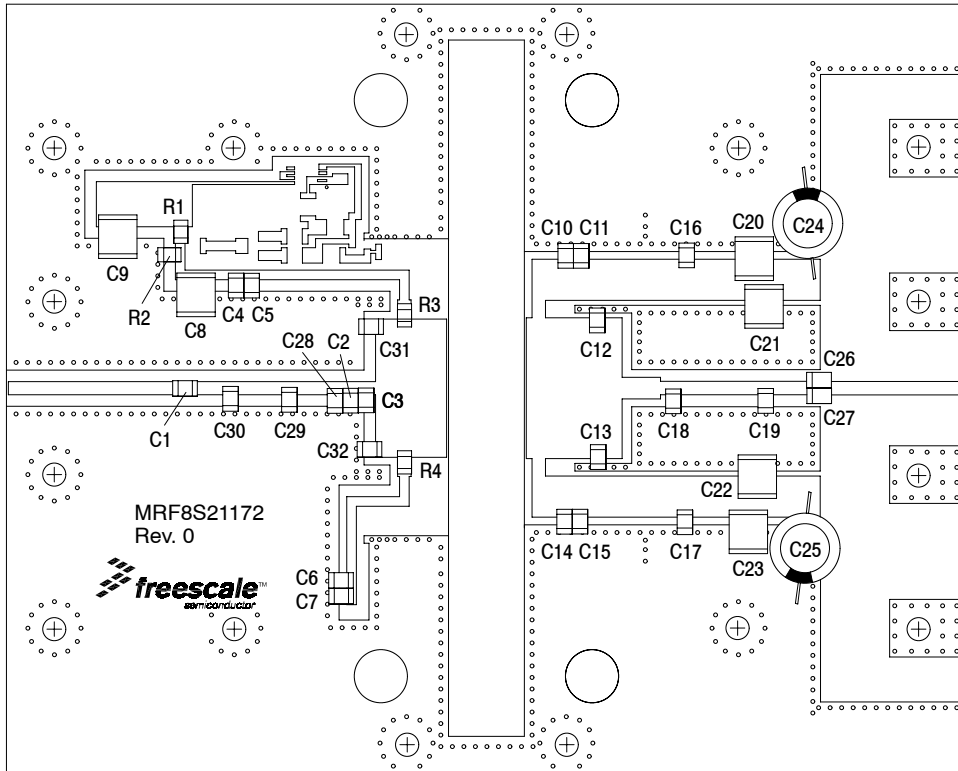 C10 C11 C16 C20 C24
R1
C9
R2
C8
C4 C5
R3
C21
C12
C31
C28 C2
C26
C3
C27
C1 C30 C29
C18 C19
C32
C13
R4
C22
MRF8S21172
Rev. 0
C14 C15 C17 C23 C25
freescale™
semiconductor
C6
C7